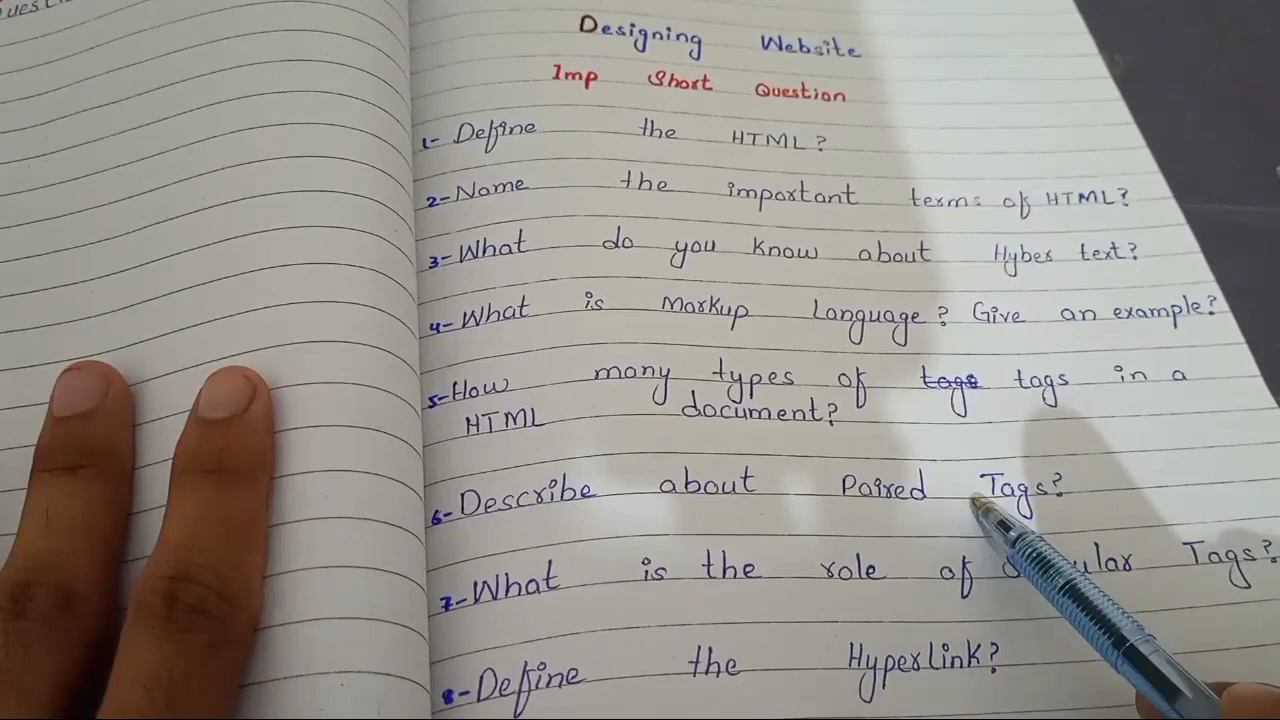 Designing Website
Imp Short Question
1- Define the HTML?
2- Name the important terms of HTML?
3- What do you know about Hyber text?
4- What is Markup Language? Give an example?
5- How many types of tags tags in a
HTML document?
6- Describe about Paired Tags?
7- What is the role of Tags?
8- Define the Hyperlink?